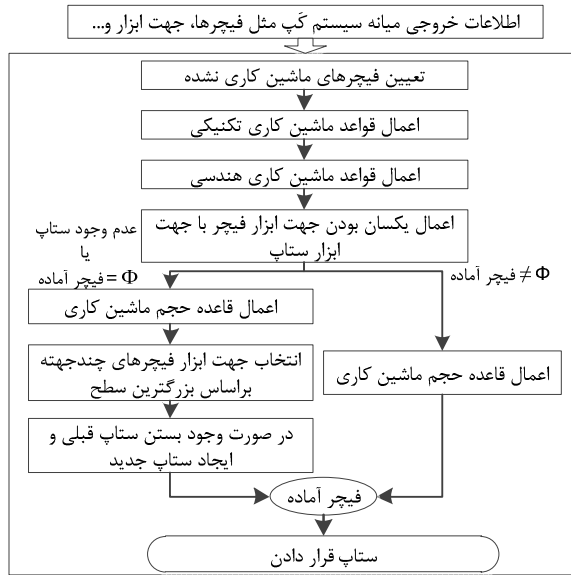 اطلاعات خروجی میانه سیستم کَپ مثل فیچرها، جهت ابزار و...
تعیین فیچرهای ماشین کاری نشده
اعمال قواعد ماشین کاری تکنیکی
اعمال قواعد ماشین کاری هندسی
اعمال یکسان بودن جهت ابزار فیچر با جهت
ابزار ستاپ
عدم وجود ستاپ
یا
فیچر آماده = Φ
فیچر آماده ≠ Φ
اعمال قاعده حجم ماشین کاری
انتخاب جهت ابزار فیچرهای چندجهته
براساس بزرگترین سطح
در صورت وجود بستن ستاپ قبلی و
ایجاد ستاپ جدید
اعمال قاعده حجم ماشین کاری
فیچر آماده
ستاپ قرار دادن